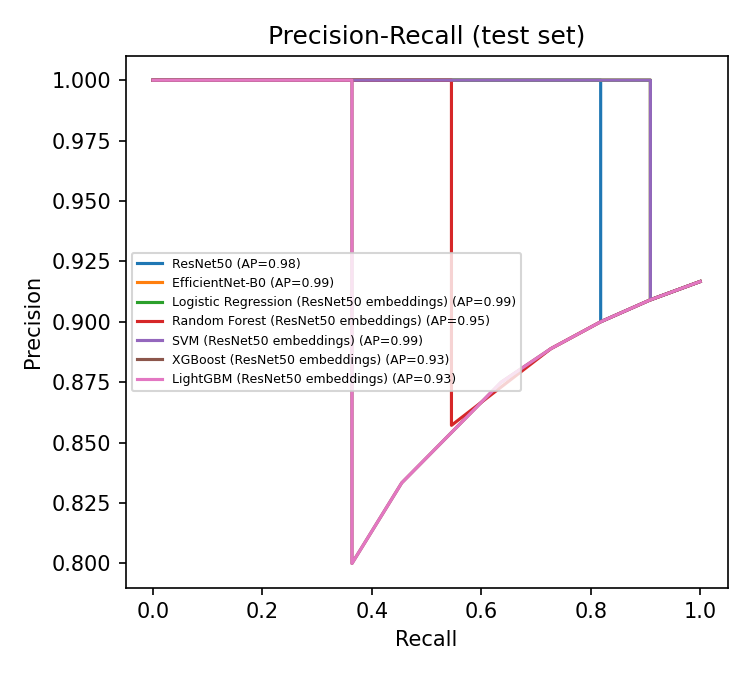 Precision-Recall (test set)
1.000
0.975
0.950
0.925
0.900
0.875
0.850
0.825
0.800
Precision
ResNet50 (AP=0.98)
EfficientNet-B0 (AP=0.99)
Logistic Regression (ResNet50 embeddings) (AP=0.99)
Random Forest (ResNet50 embeddings) (AP=0.95)
SVM (ResNet50 embeddings) (AP=0.99)
XGBoost (ResNet50 embeddings) (AP=0.93)
LightGBM (ResNet50 embeddings) (AP=0.93)
0.0 0.2 0.4 0.6 0.8 1.0
Recall